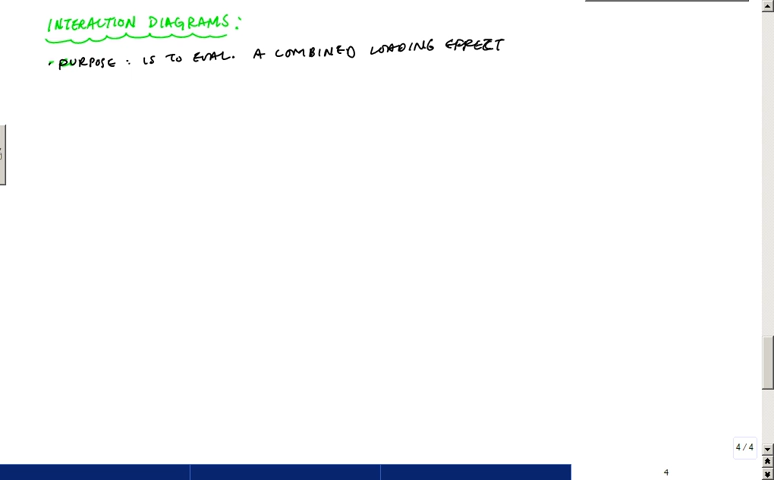 INTERACTION DIAGRAMS:
· PURPOSE: IS TO EVAL. A COMBINED LOADING EFFECT
4 / 4
4